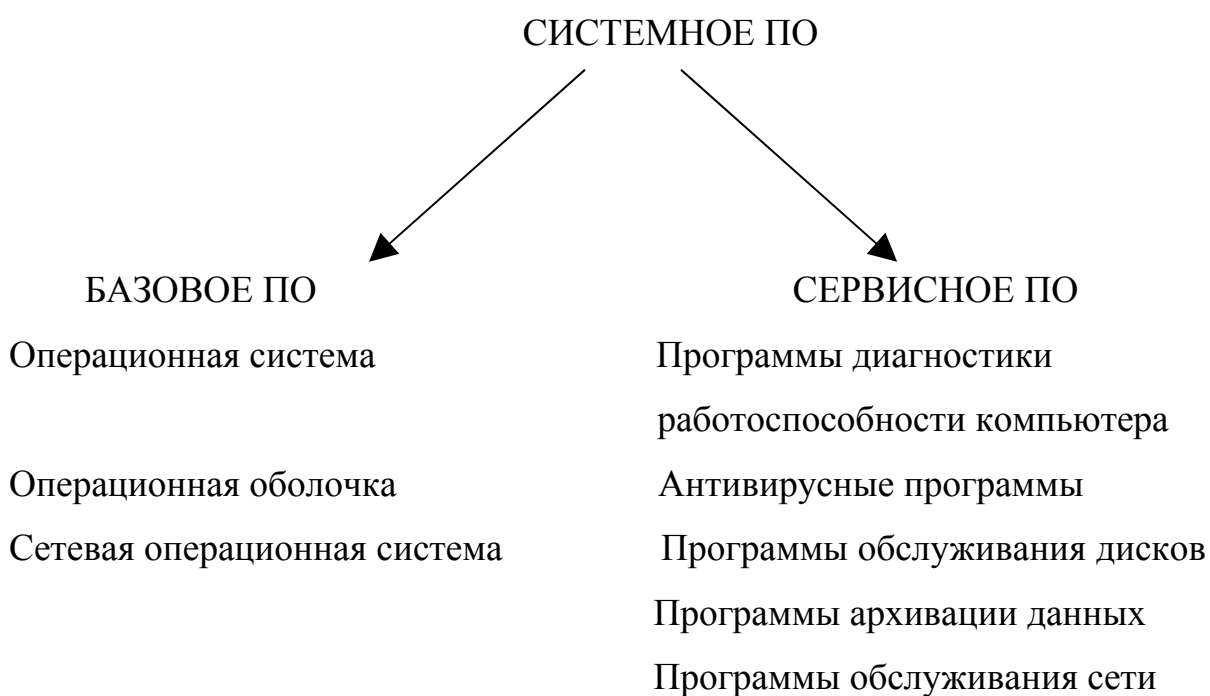 СИСТЕМНОЕ ПО
БАЗОВОЕ ПО
СЕРВИСНОЕ ПО
Операционная система
Программы диагностики
работоспособности компьютера
Операционная оболочка
Антивирусные программы
Сетевая операционная система
Программы обслуживания дисков
Программы архивации данных
Программы обслуживания сети